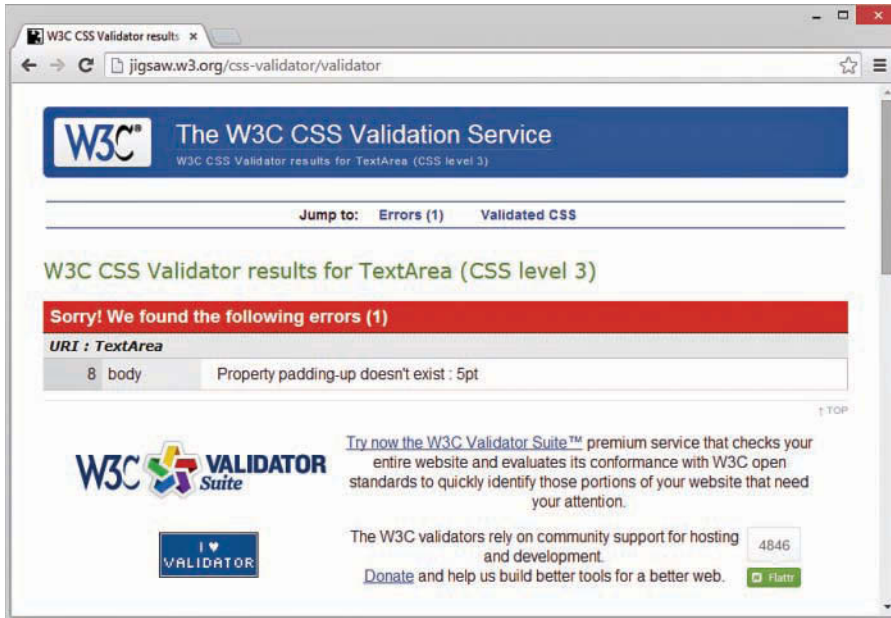 W3C CSS Validator results
jigsaw.w3.org/css-validator/validator
W3C®
The W3C CSS Validation Service
W3C CSS Validator results for TextArea (CSS level 3)
Jump to: Errors (1) Validated CSS
W3C CSS Validator results for TextArea (CSS level 3)
Sorry! We found the following errors (1)
URI : TextArea
8 body Property padding-up doesn't exist : 5pt
↑ TOP
W3C VALIDATOR
Suite
Try now the W3C Validator Suite™ premium service that checks your
entire website and evaluates its conformance with W3C open
standards to quickly identify those portions of your website that need
your attention.
I ♥
VALIDATOR
The W3C validators rely on community support for hosting
and development.
Donate and help us build better tools for a better web.
4846
Flattr